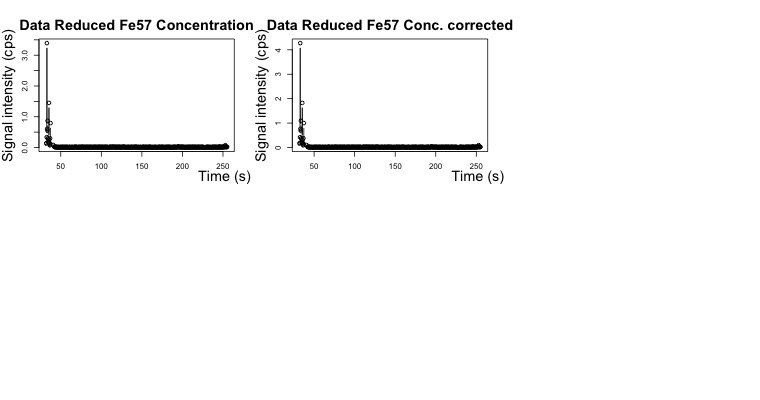 Data Reduced Fe57 Concentration
Signal intensity (cps)
3.0
2.0
1.0
0.0
50 100 150 200 250
Time (s)
Data Reduced Fe57 Conc. corrected
Signal intensity (cps)
4
3
2
1
0
50 100 150 200 250
Time (s)